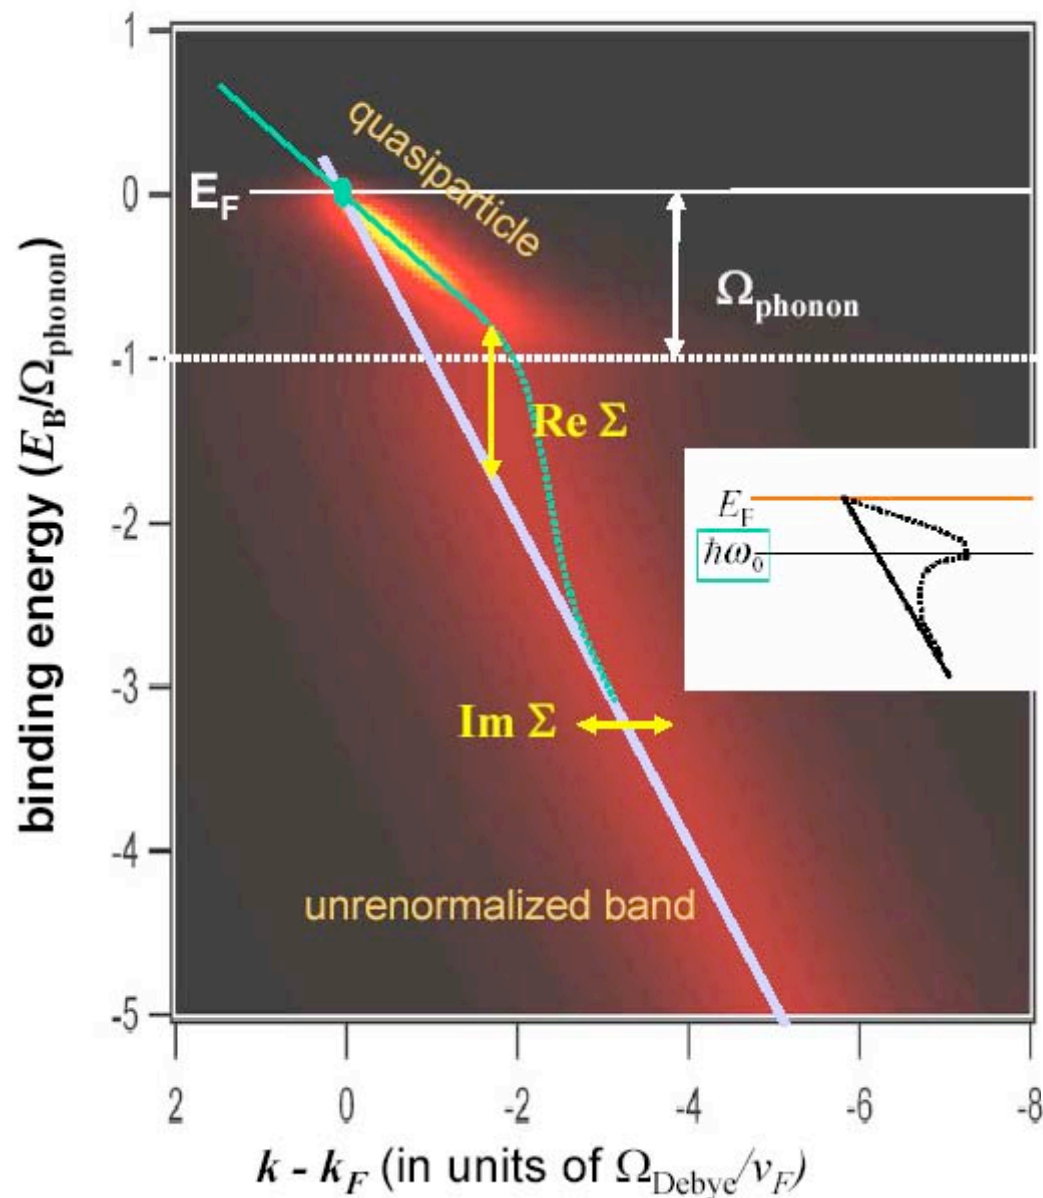 1
0
-1
-2
-3
-4
-5
binding energy (E_B/Ω_phonon)
quasiparticle
E_F
Ω_phonon
Re Σ
E_F
ħω_0
Im Σ
unrenormalized band
2 0 -2 -4 -6 -8
k - k_F (in units of Ω_Debye/v_F)